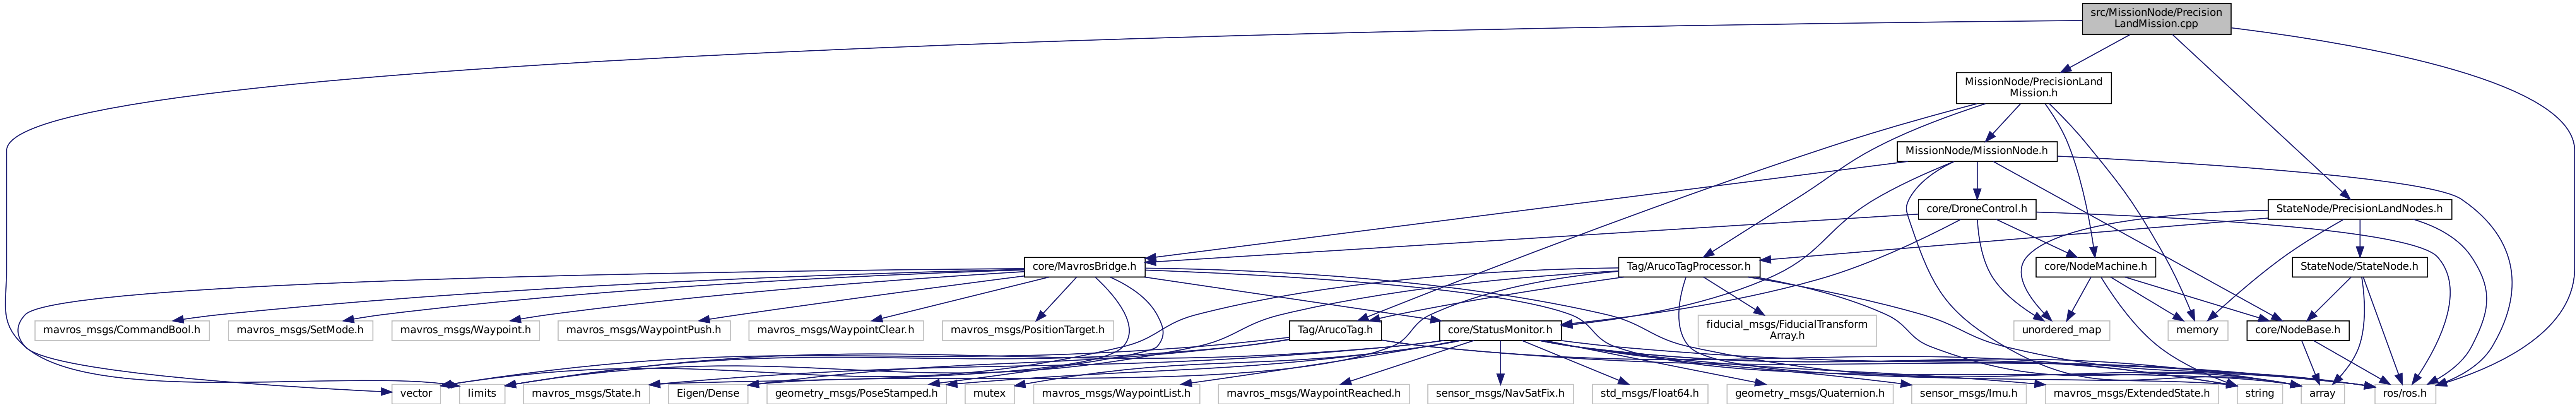 src/MissionNode/Precision
LandMission.cpp
MissionNode/PrecisionLand
Mission.h
MissionNode/MissionNode.h
core/DroneControl.h
StateNode/PrecisionLandNodes.h
core/MavrosBridge.h
Tag/ArucoTagProcessor.h
core/NodeMachine.h
StateNode/StateNode.h
mavros_msgs/CommandBool.h
mavros_msgs/SetMode.h
mavros_msgs/Waypoint.h
mavros_msgs/WaypointPush.h
mavros_msgs/WaypointClear.h
mavros_msgs/PositionTarget.h
Tag/ArucoTag.h
core/StatusMonitor.h
fiducial_msgs/FiducialTransform
Array.h
unordered_map
memory
core/NodeBase.h
vector
limits
mavros_msgs/State.h
Eigen/Dense
geometry_msgs/PoseStamped.h
mutex
mavros_msgs/WaypointList.h
mavros_msgs/WaypointReached.h
sensor_msgs/NavSatFix.h
std_msgs/Float64.h
geometry_msgs/Quaternion.h
sensor_msgs/Imu.h
mavros_msgs/ExtendedState.h
string
array
ros/ros.h